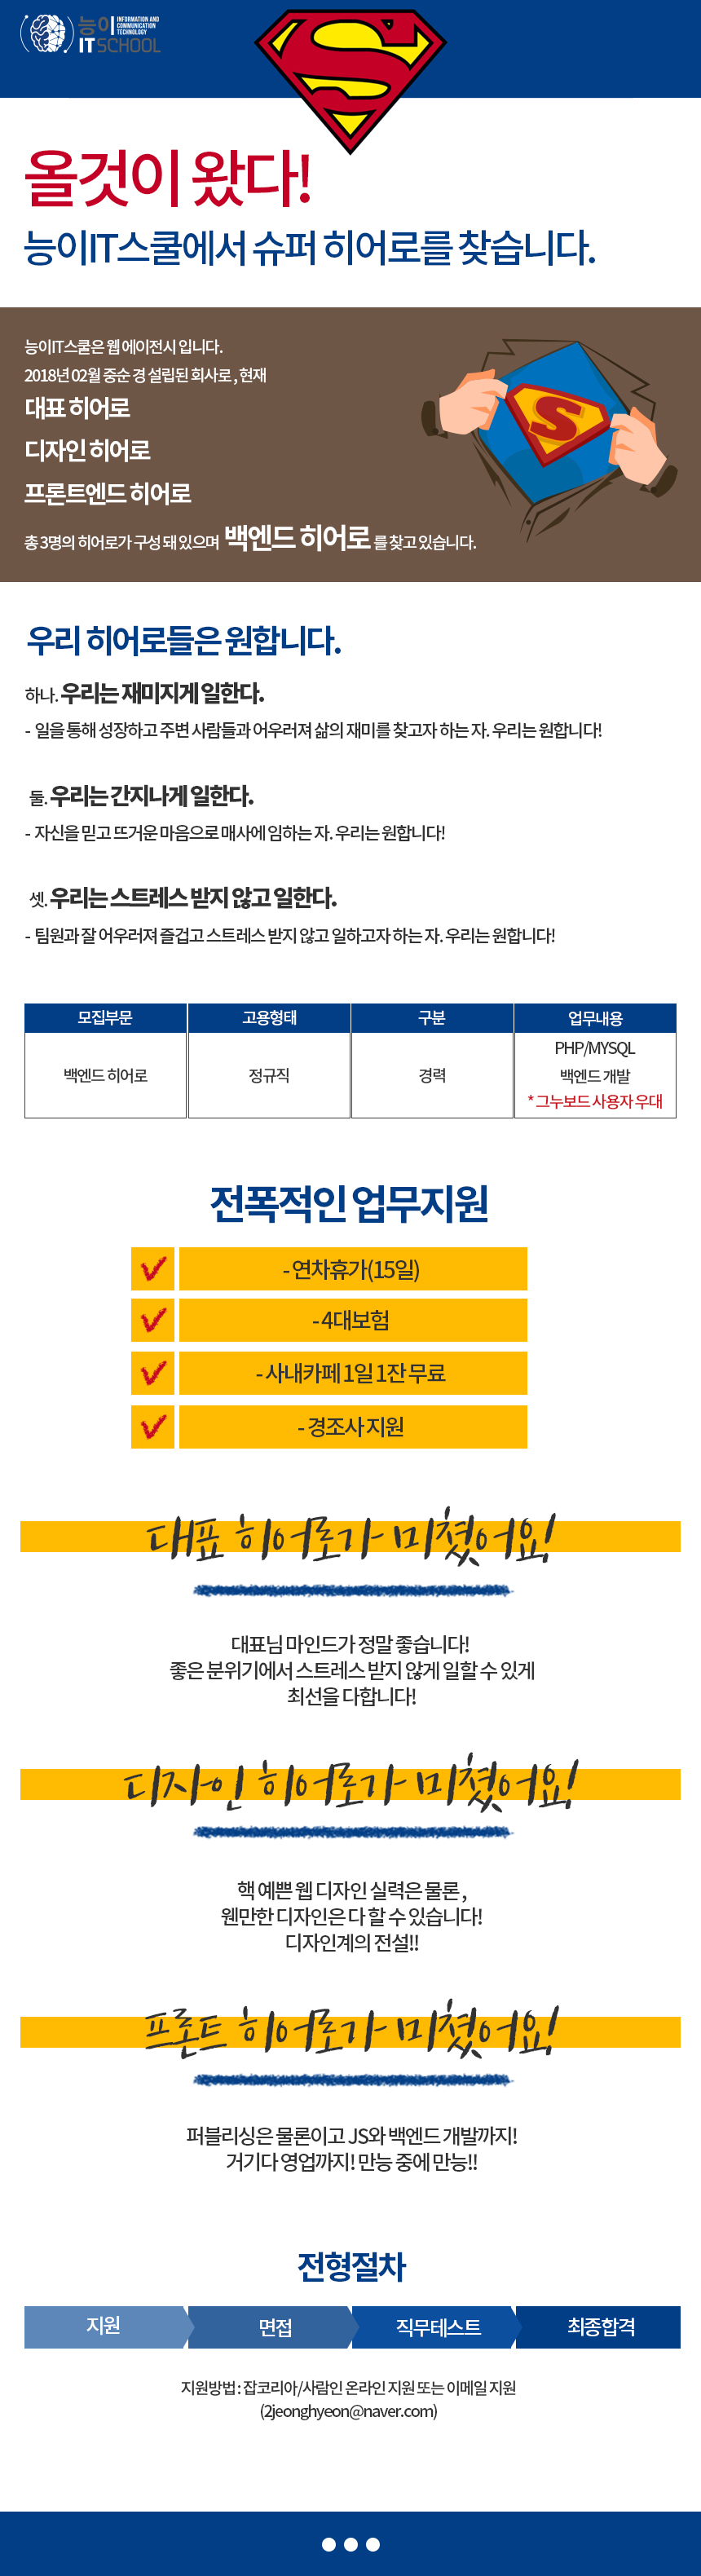 능이
IT SCHOOL
INFORMATION AND
COMMUNICATION
TECHNOLOGY
S
올것이 왔다!
능이IT스쿨에서 슈퍼 히어로를 찾습니다.
능이IT스쿨은 웹 에이전시 입니다.
2018년 02월 중순 경 설립된 회사로 , 현재
대표 히어로
디자인 히어로
프론트엔드 히어로
총 3명의 히어로가 구성 돼 있으며 백엔드 히어로 를 찾고 있습니다.
S
우리 히어로들은 원합니다.
하나. 우리는 재미지게 일한다.
- 일을 통해 성장하고 주변 사람들과 어우러져 삶의 재미를 찾고자 하는 자. 우리는 원합니다!
둘. 우리는 간지나게 일한다.
- 자신을 믿고 뜨거운 마음으로 매사에 임하는 자. 우리는 원합니다!
셋. 우리는 스트레스 받지 않고 일한다.
- 팀원과 잘 어우러져 즐겁고 스트레스 받지 않고 일하고자 하는 자. 우리는 원합니다!
모집부문 고용형태 구분 업무내용
백엔드 히어로 정규직 경력 PHP/MYSQL
백엔드 개발
* 그누보드 사용자 우대
전폭적인 업무지원
- 연차휴가(15일)
- 4대보험
- 사내카페 1일 1잔 무료
- 경조사 지원
대표 히어로가 미쳤어요!
대표님 마인드가 정말 좋습니다!
좋은 분위기에서 스트레스 받지 않게 일할 수 있게
최선을 다합니다!
디자인 히어로가 미쳤어요!
핵 예쁜 웹 디자인 실력은 물론 ,
웬만한 디자인은 다 할 수 있습니다!
디자인계의 전설!!
프론트 히어로가 미쳤어요!
퍼블리싱은 물론이고 JS와 백엔드 개발까지!
거기다 영업까지! 만능 중에 만능!!
전형절차
지원 면접 직무테스트 최종합격
지원방법 : 잡코리아/사람인 온라인 지원 또는 이메일 지원
(2jeonghyeon@naver.com)